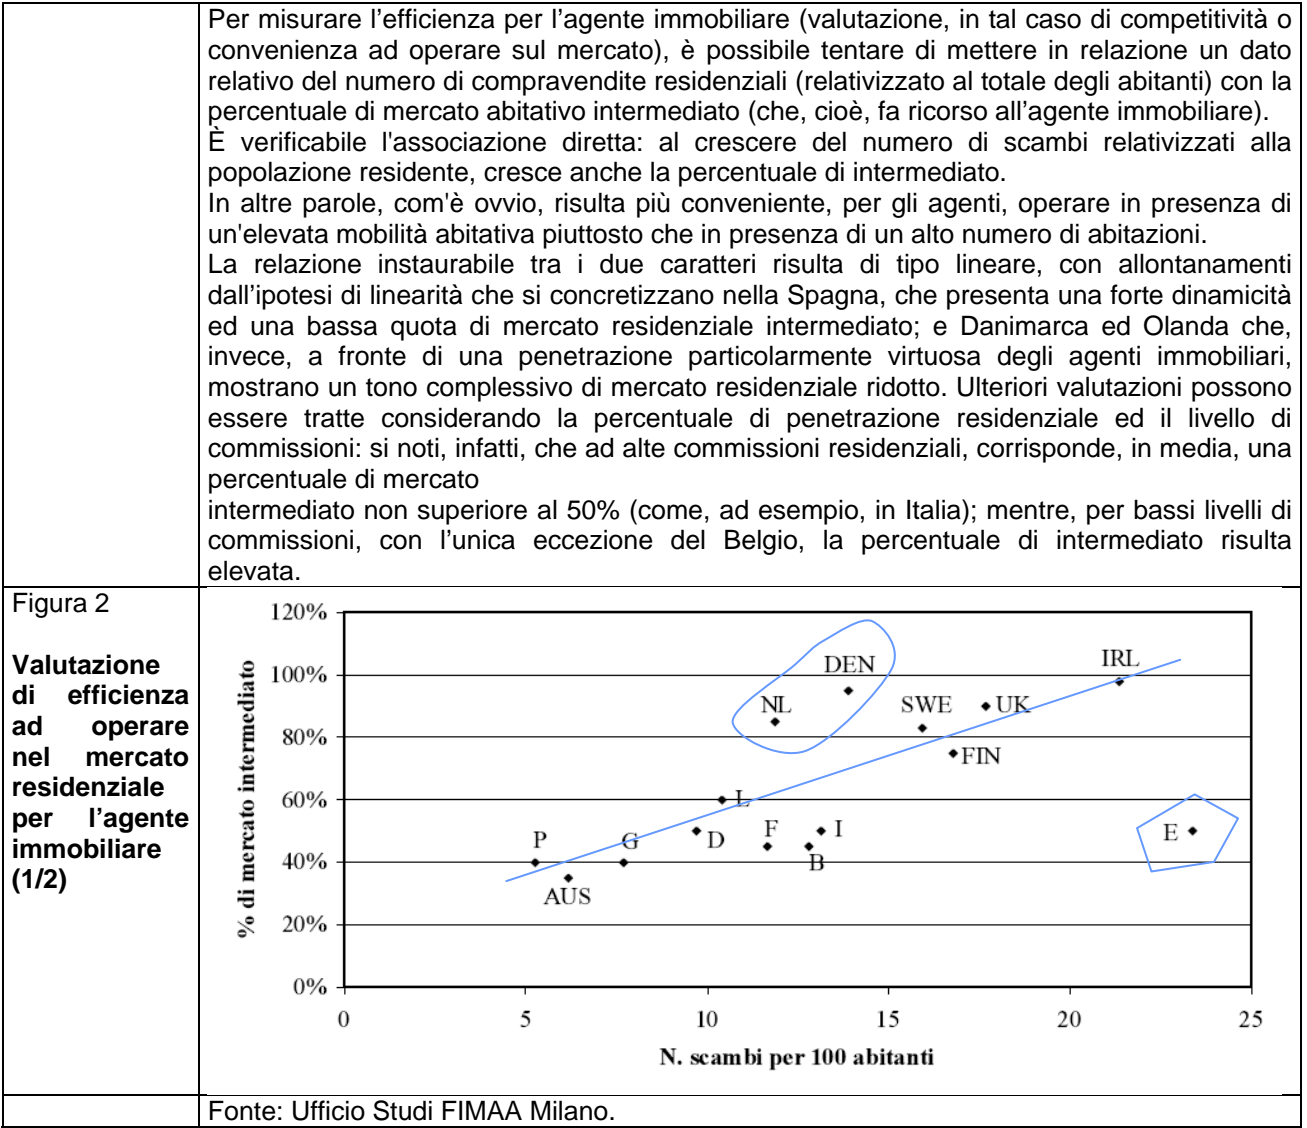 Per misurare l'efficienza per l'agente immobiliare (valutazione, in tal caso di competitività o
convenienza ad operare sul mercato), è possibile tentare di mettere in relazione un dato
relativo del numero di compravendite residenziali (relativizzato al totale degli abitanti) con la
percentuale di mercato abitativo intermediato (che, cioè, fa ricorso all'agente immobiliare).
È verificabile l'associazione diretta: al crescere del numero di scambi relativizzati alla
popolazione residente, cresce anche la percentuale di intermediato.
In altre parole, com'è ovvio, risulta più conveniente, per gli agenti, operare in presenza di
un'elevata mobilità abitativa piuttosto che in presenza di un alto numero di abitazioni.
La relazione instaurabile tra i due caratteri risulta di tipo lineare, con allontanamenti
dall'ipotesi di linearità che si concretizzano nella Spagna, che presenta una forte dinamicità
ed una bassa quota di mercato residenziale intermediato; e Danimarca ed Olanda che,
invece, a fronte di una penetrazione particolarmente virtuosa degli agenti immobiliari,
mostrano un tono complessivo di mercato residenziale ridotto. Ulteriori valutazioni possono
essere tratte considerando la percentuale di penetrazione residenziale ed il livello di
commissioni: si noti, infatti, che ad alte commissioni residenziali, corrisponde, in media, una
percentuale di mercato
intermediato non superiore al 50% (come, ad esempio, in Italia); mentre, per bassi livelli di
commissioni, con l'unica eccezione del Belgio, la percentuale di intermediato risulta
elevata.
Figura 2
Valutazione
di efficienza
ad operare
nel mercato
residenziale
per l'agente
immobiliare
(1/2)
% di mercato intermediato
120%
100%
80%
60%
40%
20%
0%
DEN
IRL
NL
SWE
UK
FIN
L
P
G
D
F
I
B
E
AUS
0
5
10
15
20
25
N. scambi per 100 abitanti
Fonte: Ufficio Studi FIMAA Milano.